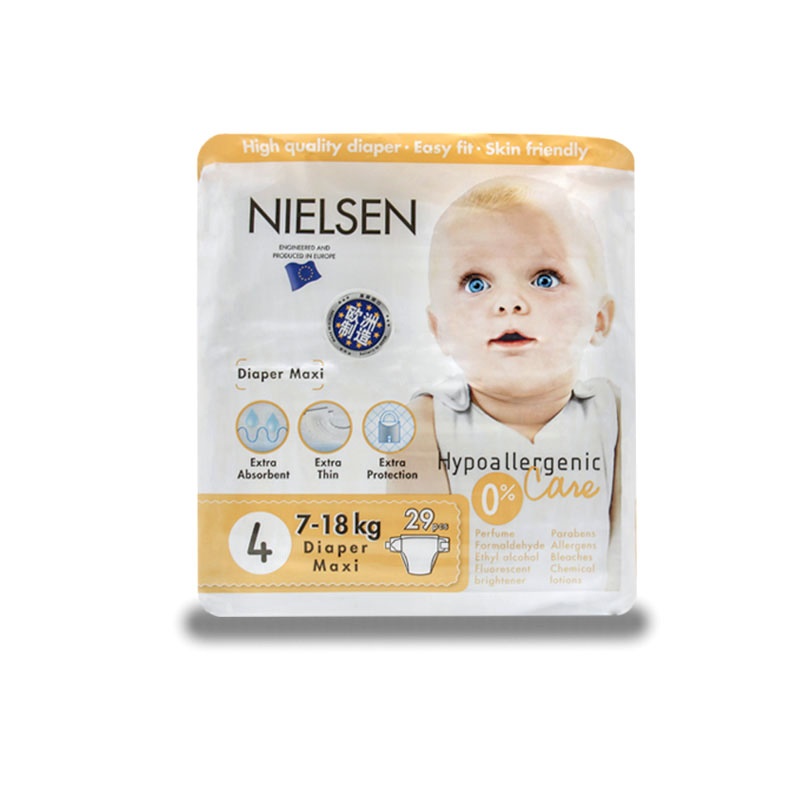 High quality diaper · Easy fit · Skin friendly
NIELSEN
ENGINEERED AND
PRODUCED IN EUROPE
欧洲
制造
Diaper Maxi
Extra
Absorbent
Extra
Thin
Extra
Protection
Hypoallergenic
0% Care
4
7-18 kg
Diaper
Maxi
29 pcs
Perfume
Formaldehyde
Ethyl alcohol
Fluorescent
brightener
Parabens
Allergens
Bleaches
Chemical
lotions